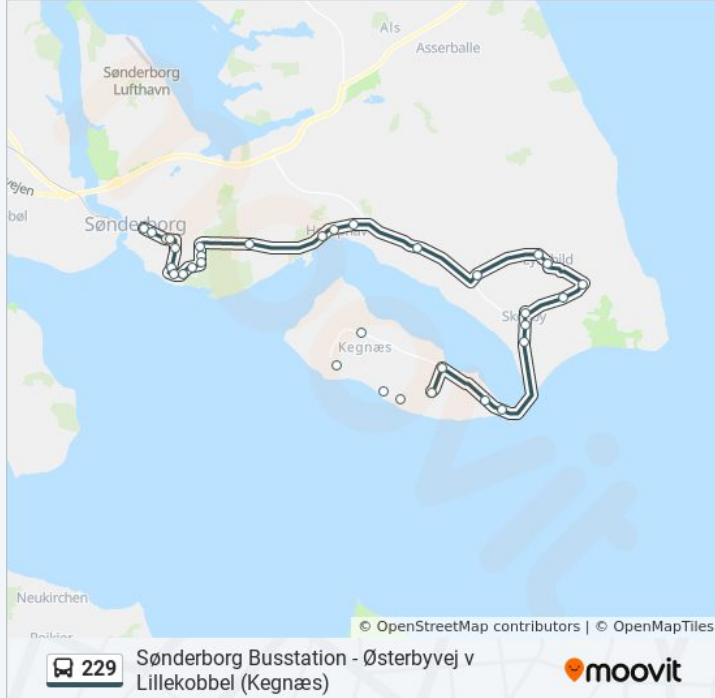 Als
Asserballe
Sønderborg
Lufthavn
Sønderborg
Kegnæs
Neukirchen
© OpenStreetMap contributors | © OpenMapTiles
229
Sønderborg Busstation - Østerbyvej v
Lillekobbel (Kegnæs)
moovit